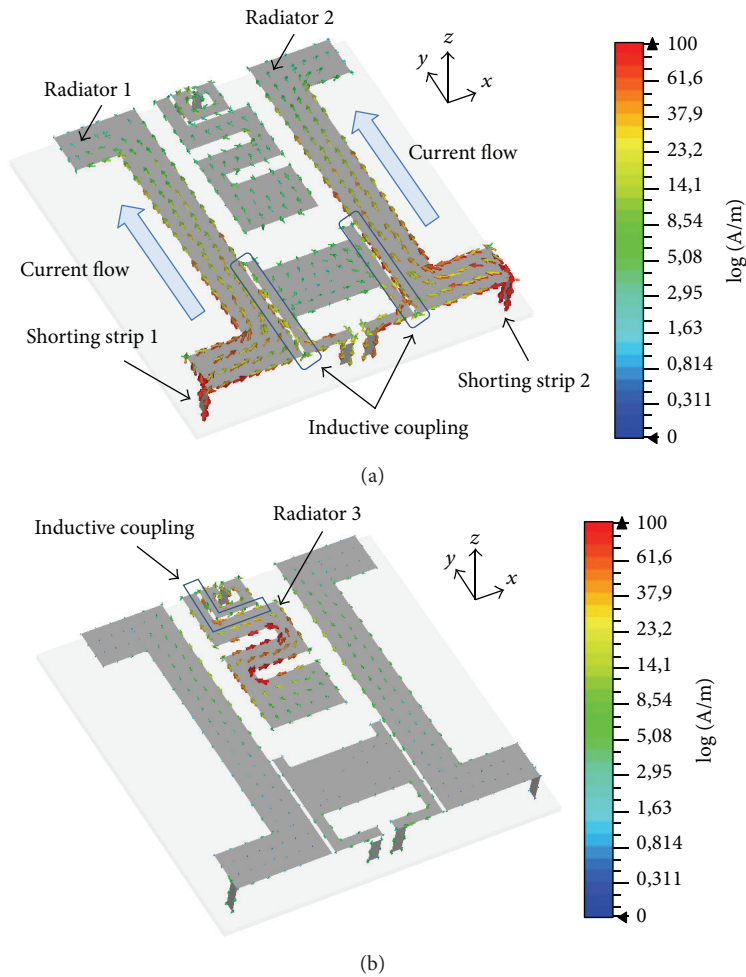 Radiator 2
z
y
x
Radiator 1
Current flow
Current flow
Shorting strip 1
Shorting strip 2
Inductive coupling
100
61,6
37,9
23,2
14,1
8,54
5,08
2,95
1,63
0,814
0,311
0
log (A/m)
(a)
Inductive coupling
Radiator 3
z
y
x
100
61,6
37,9
23,2
14,1
8,54
5,08
2,95
1,63
0,814
0,311
0
log (A/m)
(b)